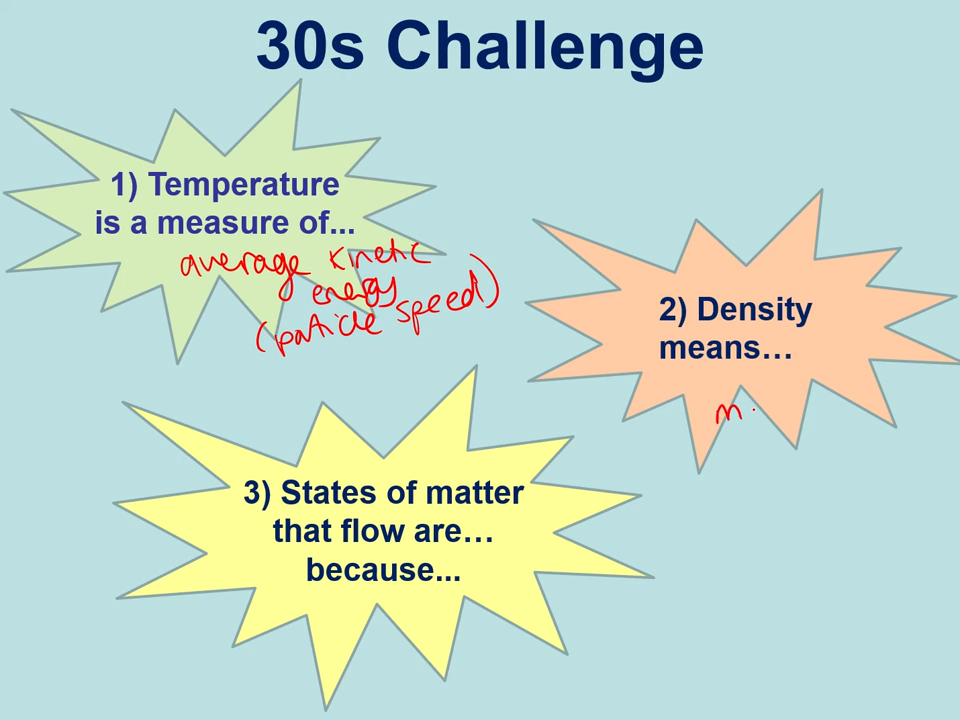 30s Challenge
1) Temperature
is a measure of...
average kinetic
energy
(particle speed)
2) Density
means…
m
3) States of matter
that flow are…
because...